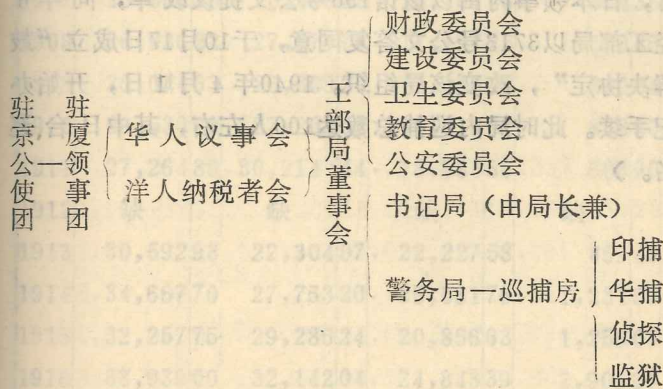 驻京公使团—驻厦领事团
华人议事会
洋人纳税者会
工部局董事会
财政委员会
建设委员会
卫生委员会
教育委员会
公安委员会
书记局（由局长兼）
警务局—巡捕房
印捕
华捕
侦探
监狱